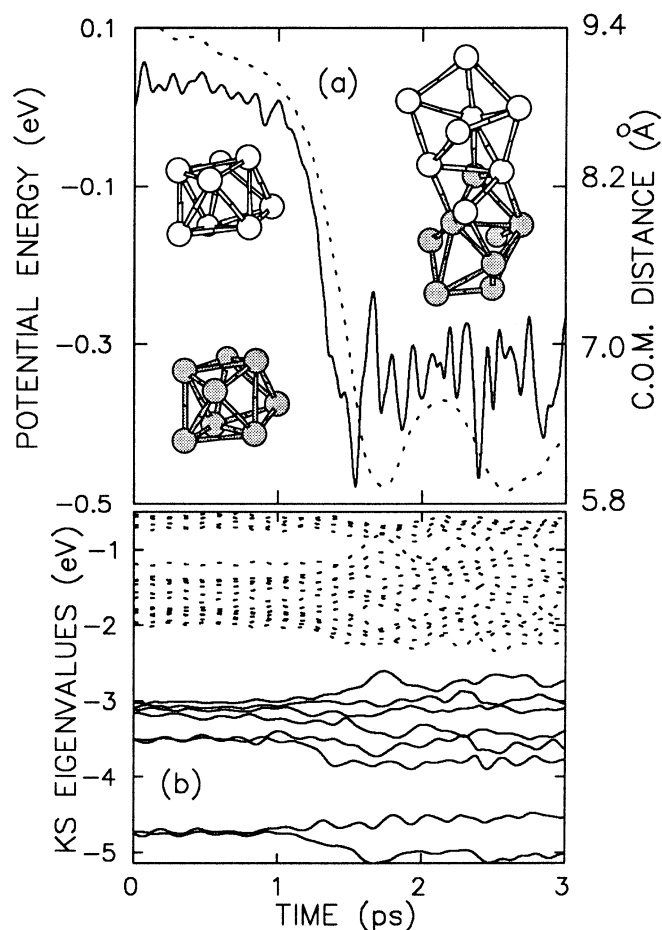 0.1
−0.1
−0.3
−0.5
POTENTIAL ENERGY (eV)
(a)
9.4
8.2
7.0
5.8
C.O.M. DISTANCE (Å)
−1
−2
−3
−4
−5
KS EIGENVALUES (eV)
(b)
0
1
2
3
TIME (ps)